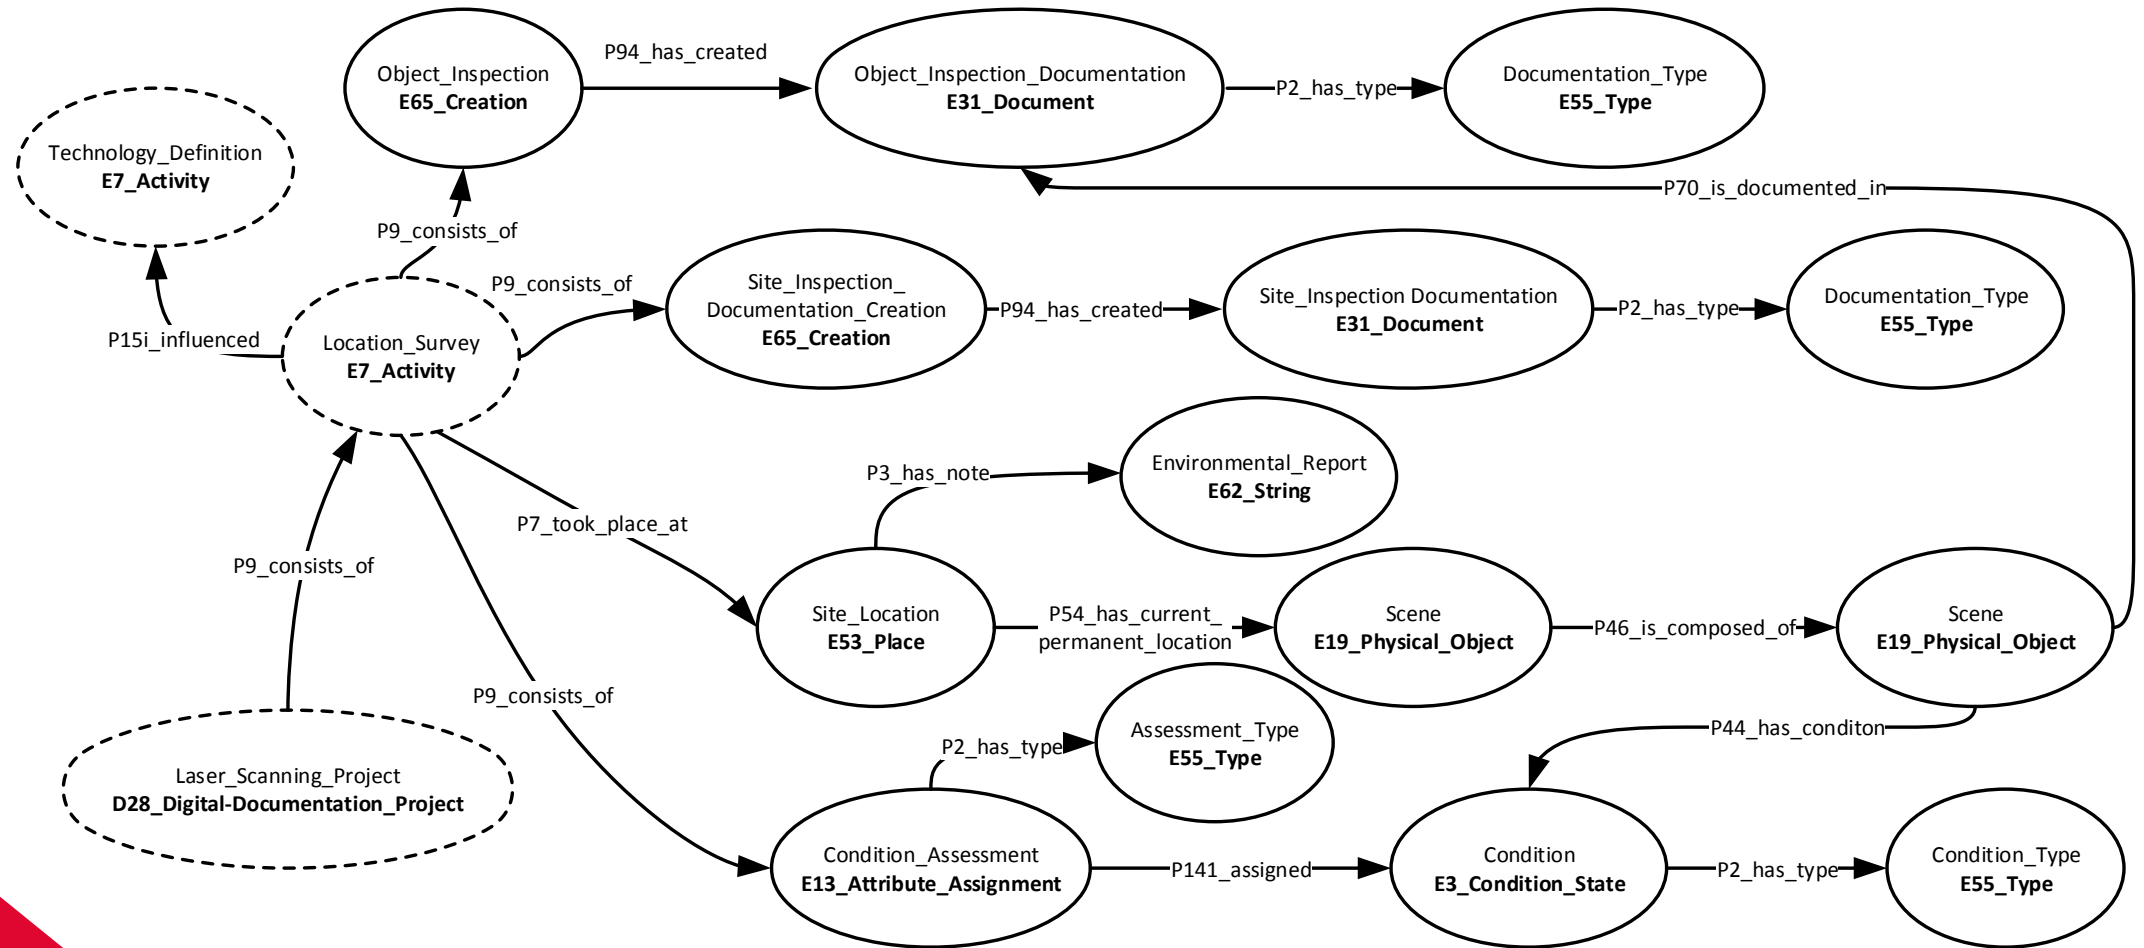 Object_Inspection
E65_Creation
P94_has_created
Object_Inspection_Documentation
E31_Document
P2_has_type
Documentation_Type
E55_Type
Technology_Definition
E7_Activity
P70_is_documented_in
P9_consists_of
P9_consists_of
Site_Inspection_
Documentation_Creation
E65_Creation
P94_has_created
Site_Inspection Documentation
E31_Document
P2_has_type
Documentation_Type
E55_Type
P15i_influenced
Location_Survey
E7_Activity
P3_has_note
Environmental_Report
E62_String
P7_took_place_at
P9_consists_of
Site_Location
E53_Place
P54_has_current_
permanent_location
Scene
E19_Physical_Object
P46_is_composed_of
Scene
E19_Physical_Object
P9_consists_of
P2_has_type
Assessment_Type
E55_Type
P44_has_conditon
Laser_Scanning_Project
D28_Digital-Documentation_Project
Condition_Assessment
E13_Attribute_Assignment
P141_assigned
Condition
E3_Condition_State
P2_has_type
Condition_Type
E55_Type